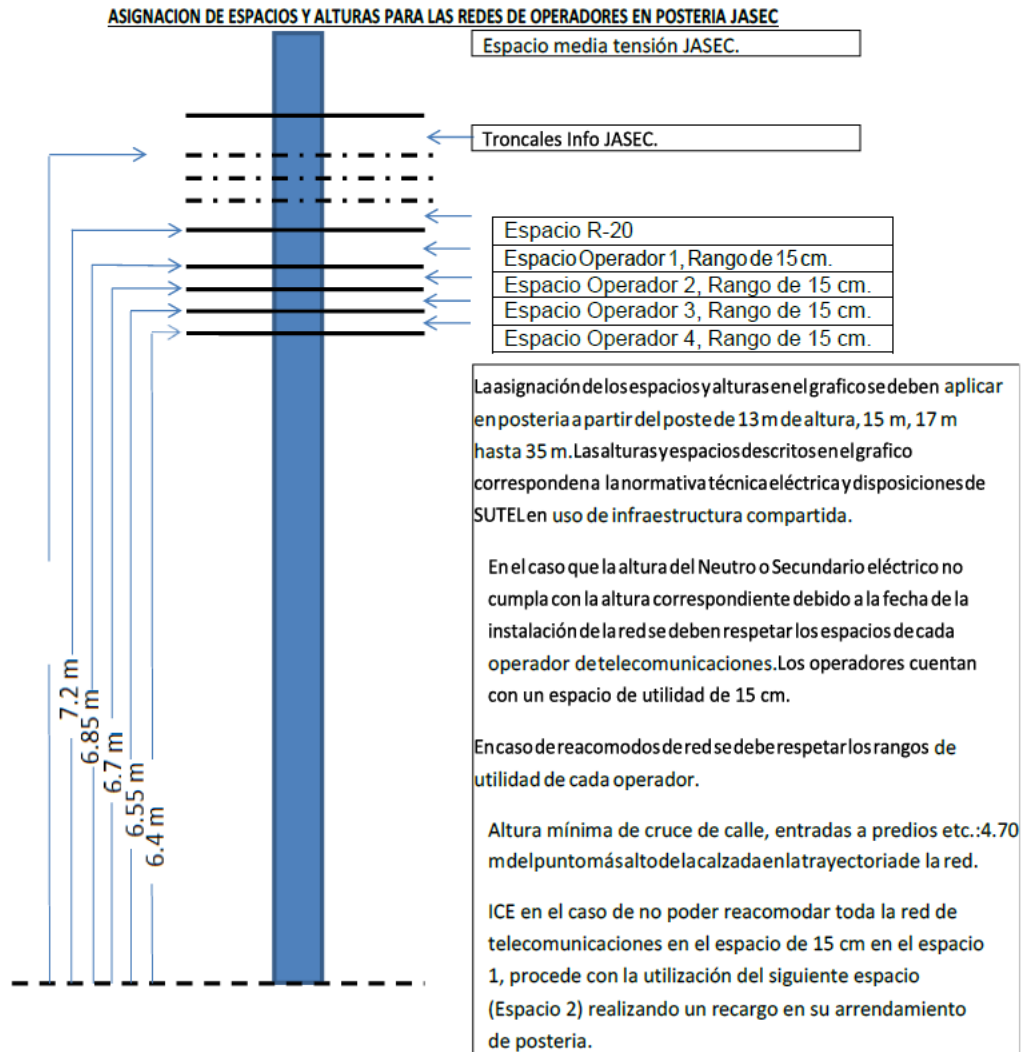 ASIGNACION DE ESPACIOS Y ALTURAS PARA LAS REDES DE OPERADORES EN POSTERIA JASEC
Espacio media tensión JASEC.
Troncales Info JASEC.
Espacio R-20
Espacio Operador 1, Rango de 15 cm.
Espacio Operador 2, Rango de 15 cm.
Espacio Operador 3, Rango de 15 cm.
Espacio Operador 4, Rango de 15 cm.
La asignación de los espacios y alturas en el grafico se deben aplicar
en posteria a partir del poste de 13 m de altura, 15 m, 17 m
hasta 35 m. Las alturas y espacios descritos en el grafico
corresponden a la normativa técnica eléctrica y disposiciones de
SUTEL en uso de infraestructura compartida.
En el caso que la altura del Neutro o Secundario eléctrico no
cumpla con la altura correspondiente debido a la fecha de la
instalación de la red se deben respetar los espacios de cada
operador de telecomunicaciones. Los operadores cuentan
con un espacio de utilidad de 15 cm.
En caso de reacomodos de red se debe respetar los rangos de
utilidad de cada operador.
Altura mínima de cruce de calle, entradas a predios etc.:4.70
m del punto más alto de la calzada en la trayectoria de la red.
ICE en el caso de no poder reacomodar toda la red de
telecomunicaciones en el espacio de 15 cm en el espacio
1, procede con la utilización del siguiente espacio
(Espacio 2) realizando un recargo en su arrendamiento
de posteria.
7.2 m
6.85 m
6.7 m
6.55 m
6.4 m